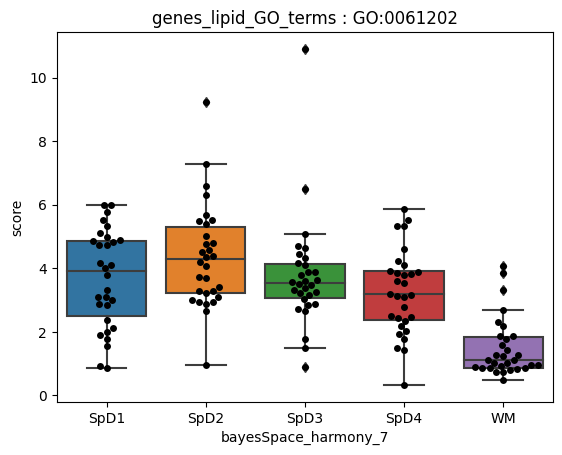 genes_lipid_GO_terms : GO:0061202
10
8
6
4
2
0
score
SpD1 SpD2 SpD3 SpD4 WM
bayesSpace_harmony_7